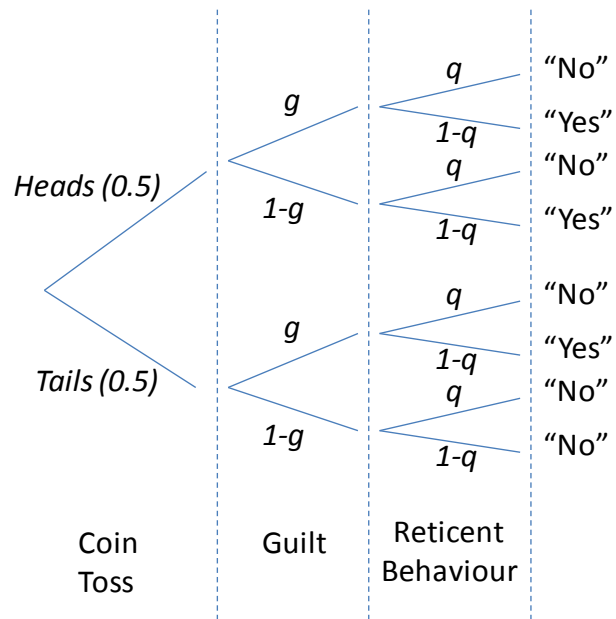 q
“No”
g
1-q
“Yes”
q
“No”
Heads (0.5)
1-g
1-q
“Yes”
q
“No”
g
1-q
“Yes”
Tails (0.5)
q
“No”
1-g
1-q
“No”
Coin
Toss
Guilt
Reticent
Behaviour